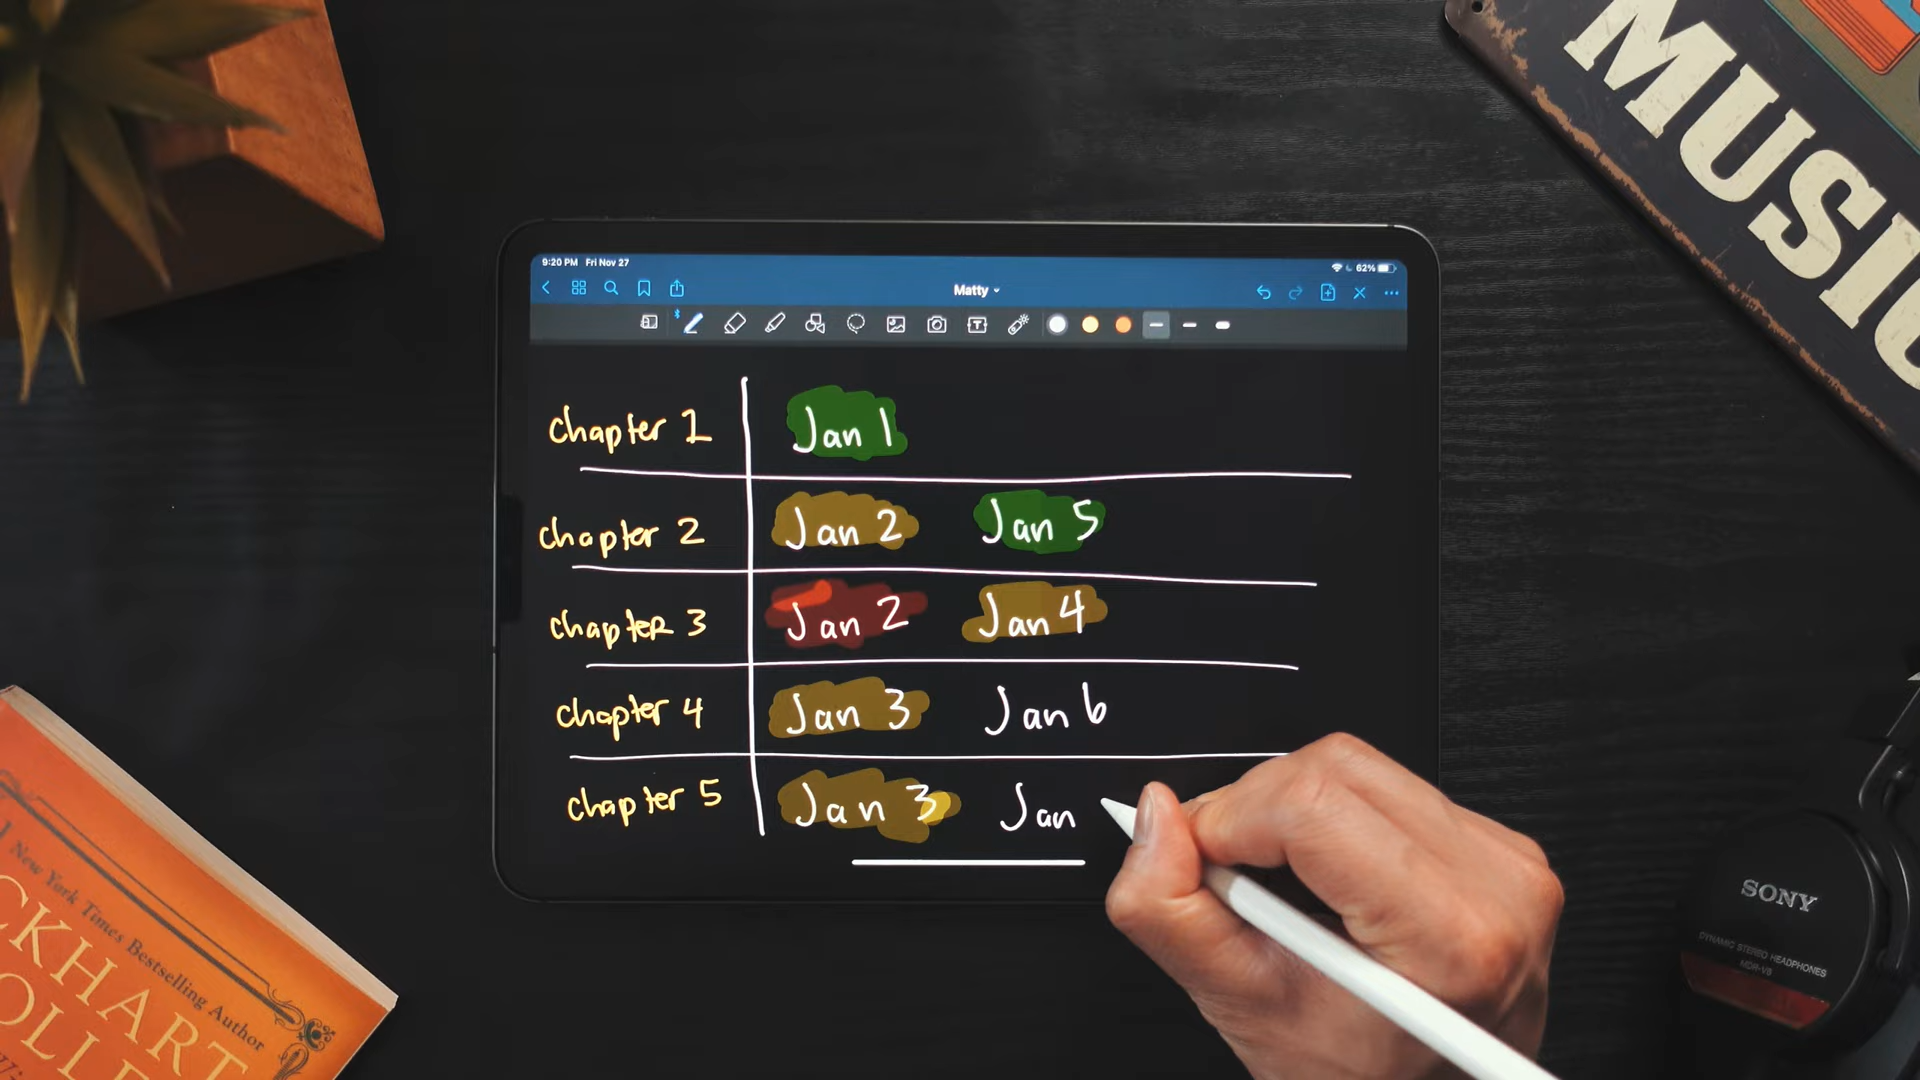 MUSIC
9:20 PM Fri Nov 27
62%
Matty
chapter 1 Jan 1
chapter 2 Jan 2 Jan 5
chapter 3 Jan 2 Jan 4
chapter 4 Jan 3 Jan 6
chapter 5 Jan 3 Jan
New York Times Bestselling Author
CKHART
OLLE
SONY
DYNAMIC STEREO HEADPHONES
MDR-V6